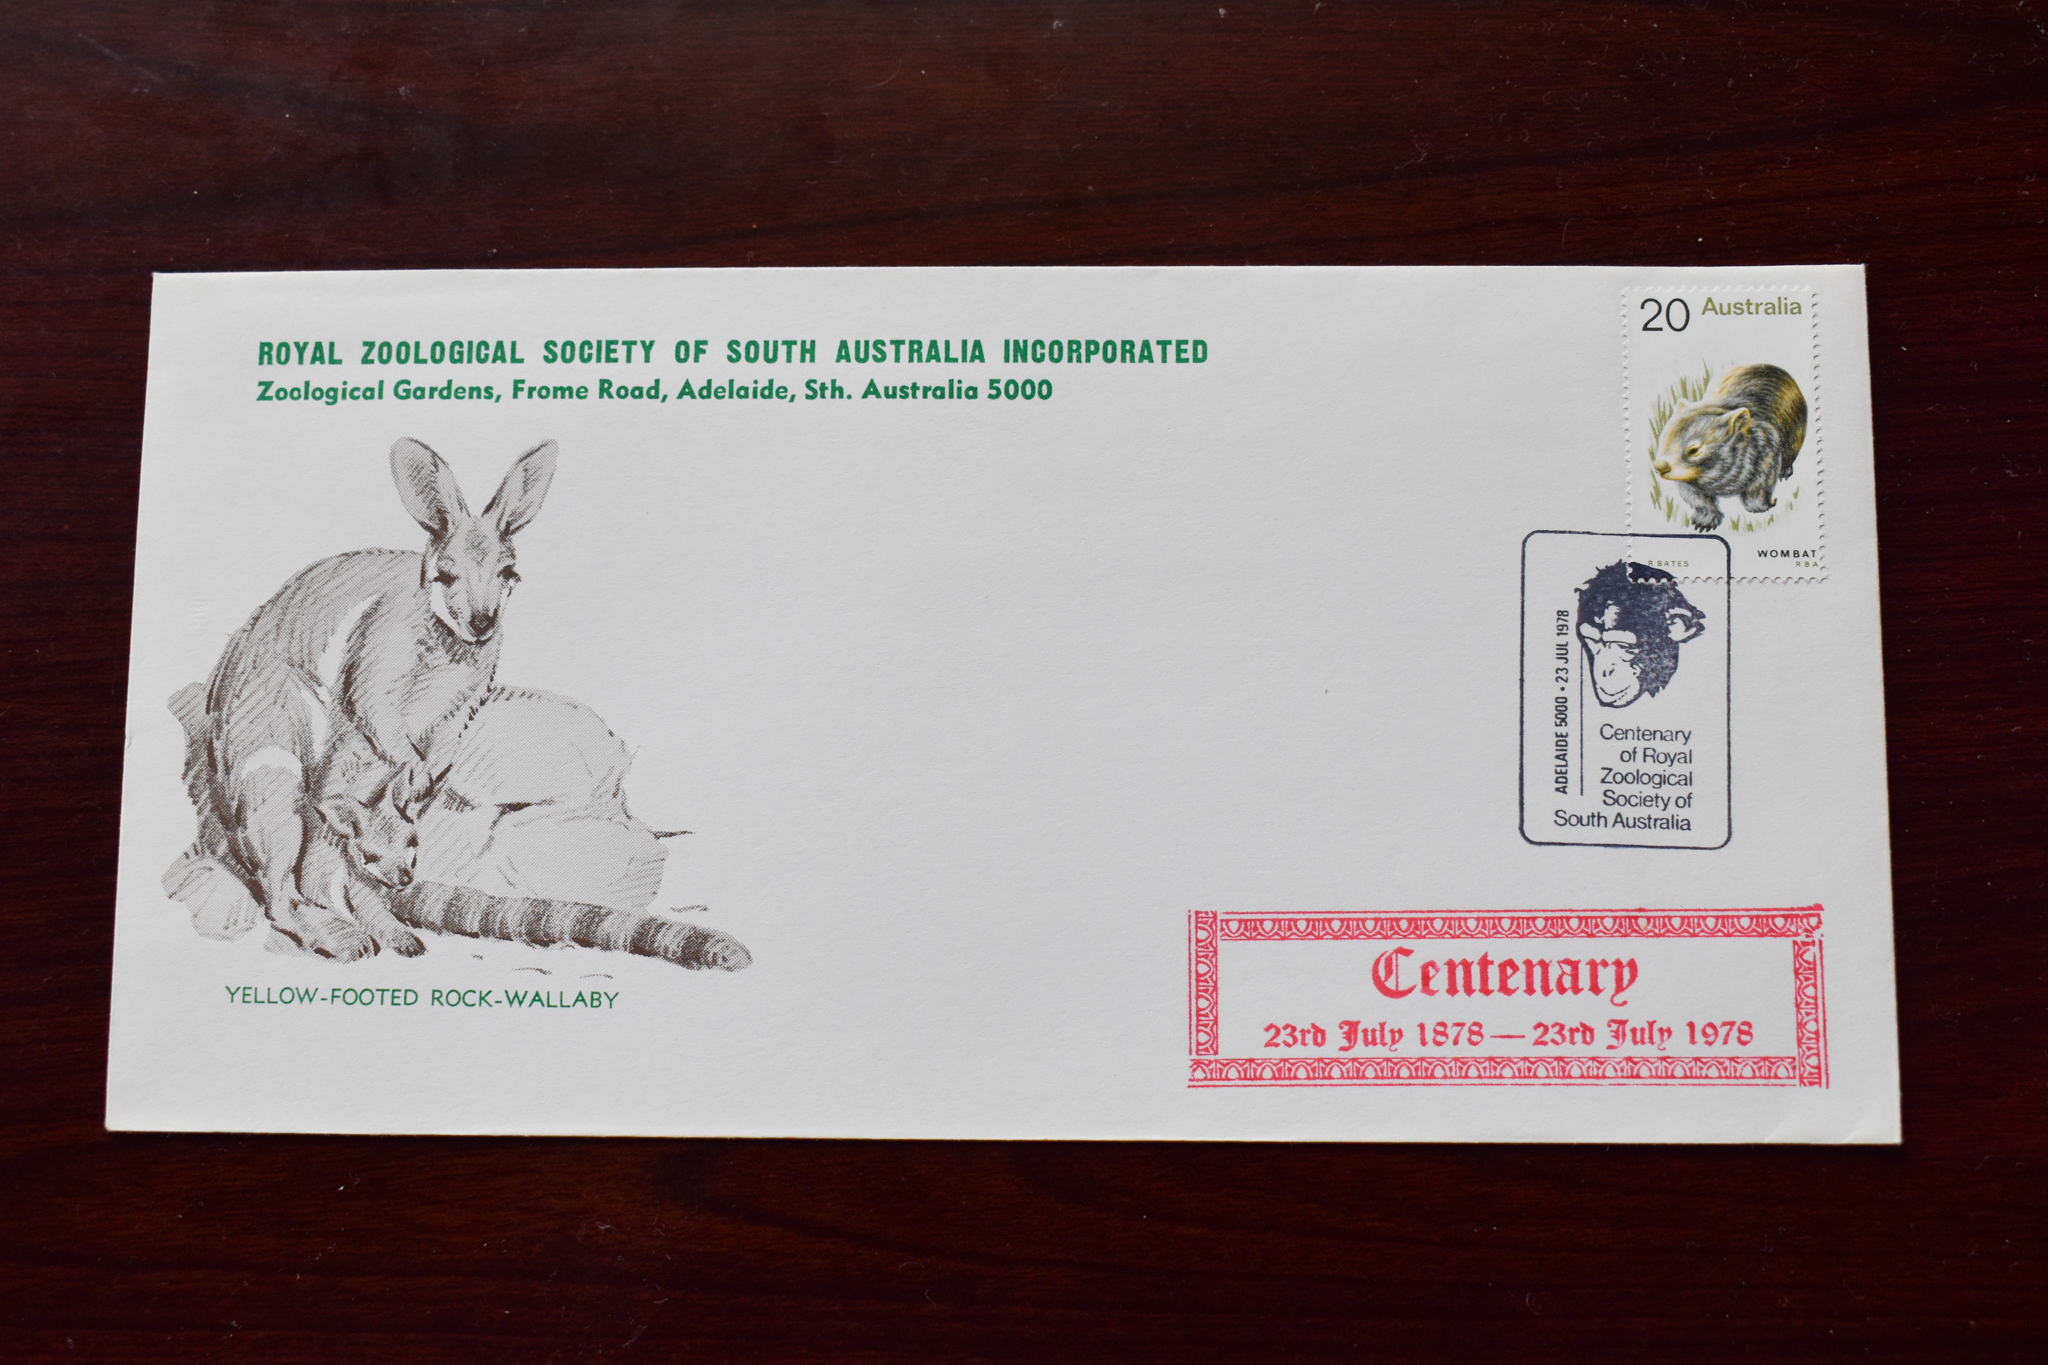 ROYAL ZOOLOGICAL SOCIETY OF SOUTH AUSTRALIA INCORPORATED
Zoological Gardens, Frome Road, Adelaide, Sth. Australia 5000
20 Australia
WOMBAT
R BATES
RBA
ADELAIDE 5000 • 23 JUL 1978
Centenary
of Royal
Zoological
Society of
South Australia
YELLOW-FOOTED ROCK-WALLABY
Centenary
23rd July 1878 — 23rd July 1978